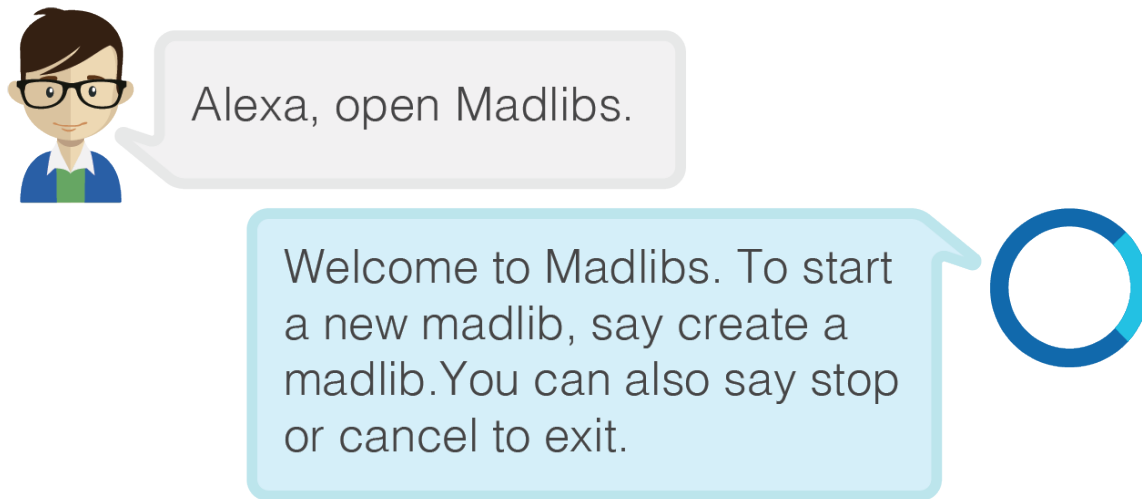 Alexa, open Madlibs.
Welcome to Madlibs. To start
a new madlib, say create a
madlib.You can also say stop
or cancel to exit.